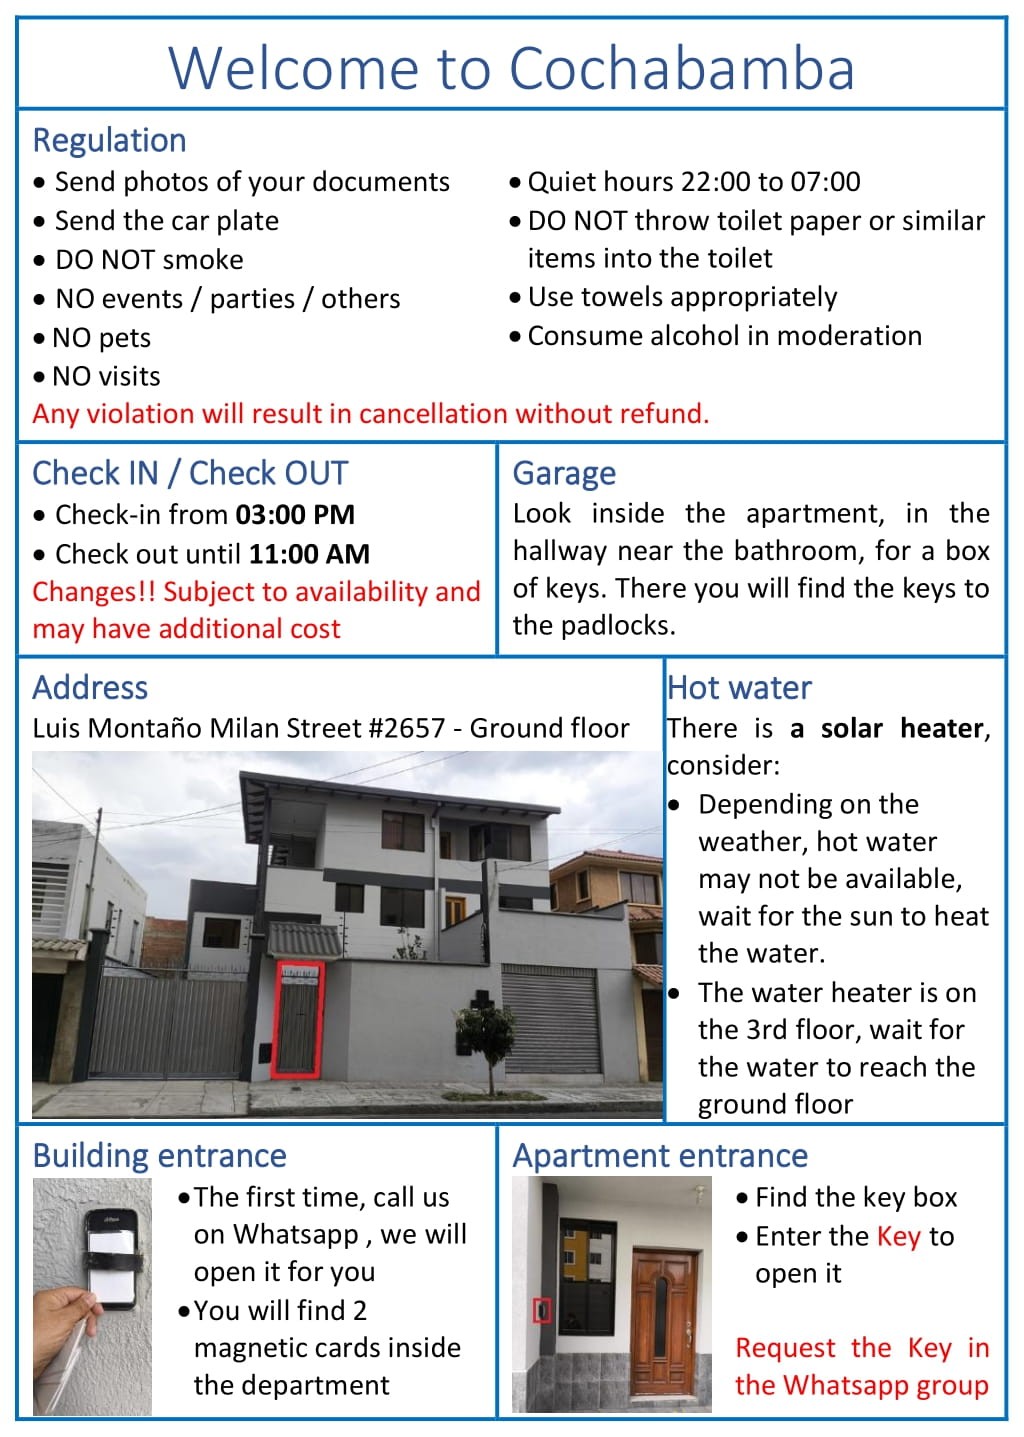 Welcome to Cochabamba
Regulation
• Send photos of your documents
• Send the car plate
• DO NOT smoke
• NO events / parties / others
• NO pets
• NO visits
• Quiet hours 22:00 to 07:00
• DO NOT throw toilet paper or similar
items into the toilet
• Use towels appropriately
• Consume alcohol in moderation
Any violation will result in cancellation without refund.
Check IN / Check OUT
• Check-in from 03:00 PM
• Check out until 11:00 AM
Changes!! Subject to availability and
may have additional cost
Garage
Look inside the apartment, in the
hallway near the bathroom, for a box
of keys. There you will find the keys to
the padlocks.
Address
Luis Montaño Milan Street #2657 - Ground floor
Hot water
There is a solar heater,
consider:
• Depending on the
weather, hot water
may not be available,
wait for the sun to heat
the water.
• The water heater is on
the 3rd floor, wait for
the water to reach the
ground floor
Building entrance
• The first time, call us
on Whatsapp , we will
open it for you
• You will find 2
magnetic cards inside
the department
Apartment entrance
• Find the key box
• Enter the Key to
open it
Request the Key in
the Whatsapp group